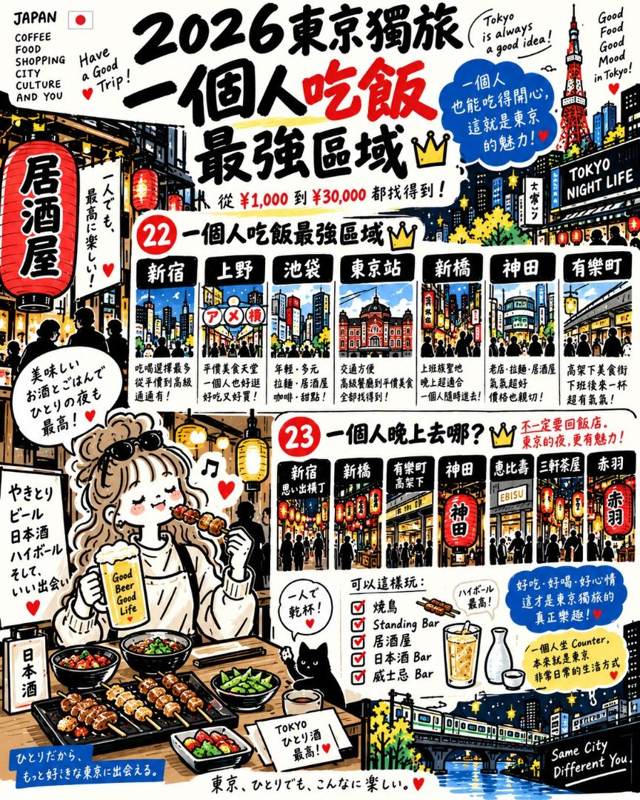 JAPAN
COFFEE
FOOD
SHOPPING
CITY
CULTURE
AND YOU
Have
a Good
Trip!
2026東京獨旅
一個人吃飯
最強區域
從 ¥1,000 到 ¥30,000 都找得到!
Tokyo
is always
a good idea!
Good
Food
Good
Mood
in Tokyo!
一個人
也能吃得開心,
這就是東京
的魅力!
TOKYO
NIGHT LIFE
居酒屋
一人でも、
最高に楽しい!
22 一個人吃飯最強區域
新宿
吃喝選擇最多
從平價到高級
通通有!
上野
アメ横
平價美食天堂
一個人也好逛
好吃又好買!
池袋
年輕·多元
拉麵·居酒屋
咖啡·甜點!
東京站
交通方便
高級餐廳到平價美食
全都找得到!
新橋
上班族聖地
晚上超適合
一個人隨時進去!
神田
老店·拉麵·居酒屋
氣氛超好
價格也親切!
有樂町
高架下美食街
下班後來一杯
超有氣氛!
美味しい
お酒とごはんで
ひとりの夜も
最高!
23 一個人晚上去哪?
不一定要回飯店。
東京的夜,更有魅力!
新宿
思い出横丁
新橋
有樂町
高架下
神田
神田
恵比壽
EBISU
三軒茶屋
赤羽
赤羽
やきとり
ビール
日本酒
ハイボール
そして、
いい出会い
Good
Beer
Good
Life
一人で
乾杯!
可以這樣玩:
燒鳥
Standing Bar
居酒屋
日本酒 Bar
威士忌 Bar
ハイボール
最高!
好吃·好喝·好心情
這才是東京獨旅的
真正樂趣!
一個人坐 Counter,
本來就是東京
非常日常的生活方式
日本酒
TOKYO
ひとり酒
最高!
ひとりだから、
もっと好きな東京に出会える。
東京、ひとりでも、こんなに楽しい。
Same City
Different You.